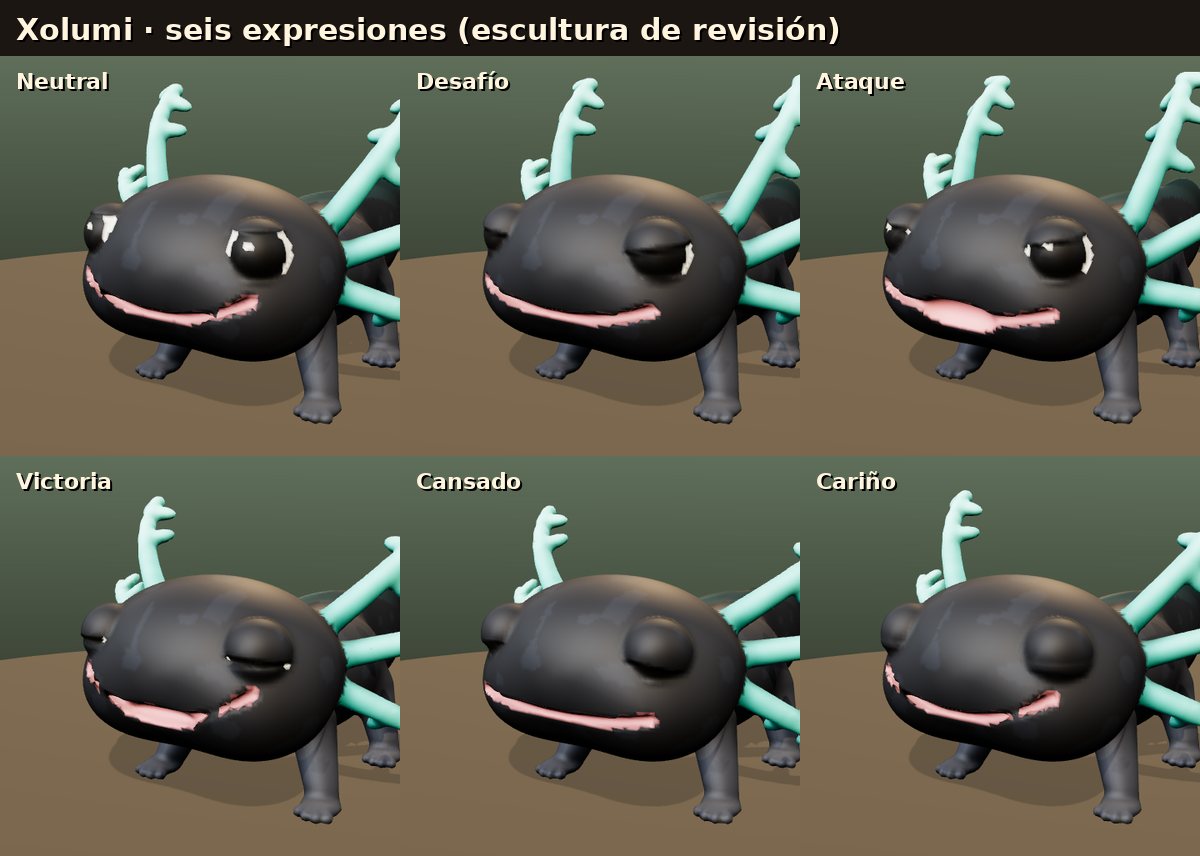 Xolumi · seis expresiones (escultura de revisión)
Neutral
Desafío
Ataque
Victoria
Cansado
Cariño